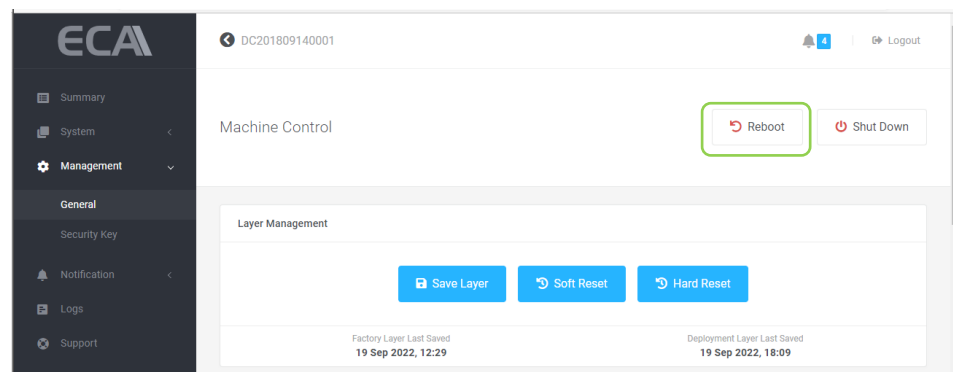 ECA
DC201809140001
4
Logout
Summary
System
Management
General
Security Key
Notification
Logs
Support
Machine Control
Reboot
Shut Down
Layer Management
Save Layer
Soft Reset
Hard Reset
Factory Layer Last Saved
19 Sep 2022, 12:29
Deployment Layer Last Saved
19 Sep 2022, 18:09